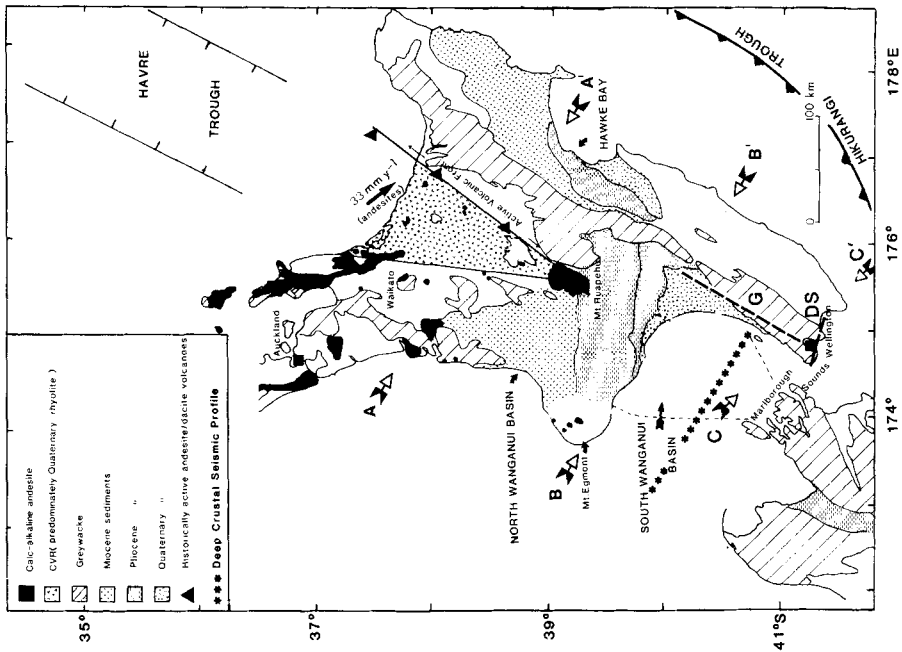 Calc-alkaline andesite
CVR( predominately Quaternary rhyolite )
Greywacke
Miocene sediments
Pliocene "
Quaternary "
Historically active andesite/dacite volcanoes
*** Deep Crustal Seismic Profile
35°
37°
39°
41°S
174°
176°
178°E
HAVRE
TROUGH
33 mm y-1
(andesites)
Active Volcanic Front
Auckland
Waikato
Mt. Ruapehu
A
A
HAWKE BAY
NORTH WANGANUI BASIN
B
Mt Egmont
B'
SOUTH WANGANUI
BASIN
C
C'
Marlborough
Sounds
G
DS
Wellington
0
100 km
HIKURANGI
TROUGH